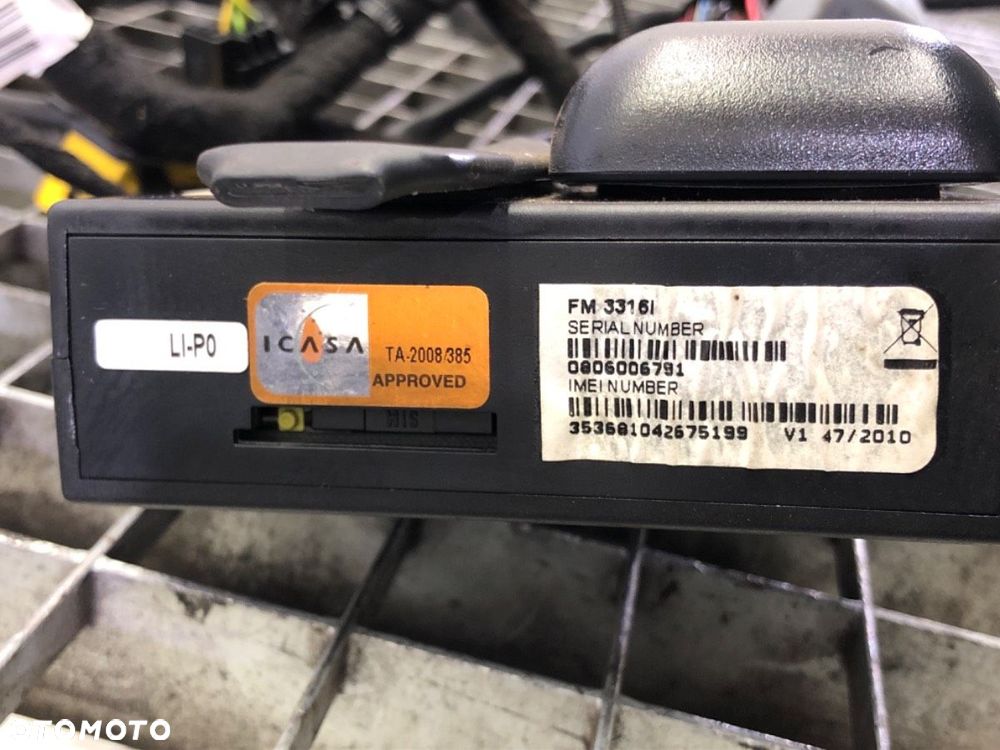 LI-PO
ICASA
TA-2008/385
APPROVED
SIM
FM 3316I
SERIAL NUMBER
0806006791
IMEI NUMBER
353681042675199 V1 47/2010
OTOMOTO